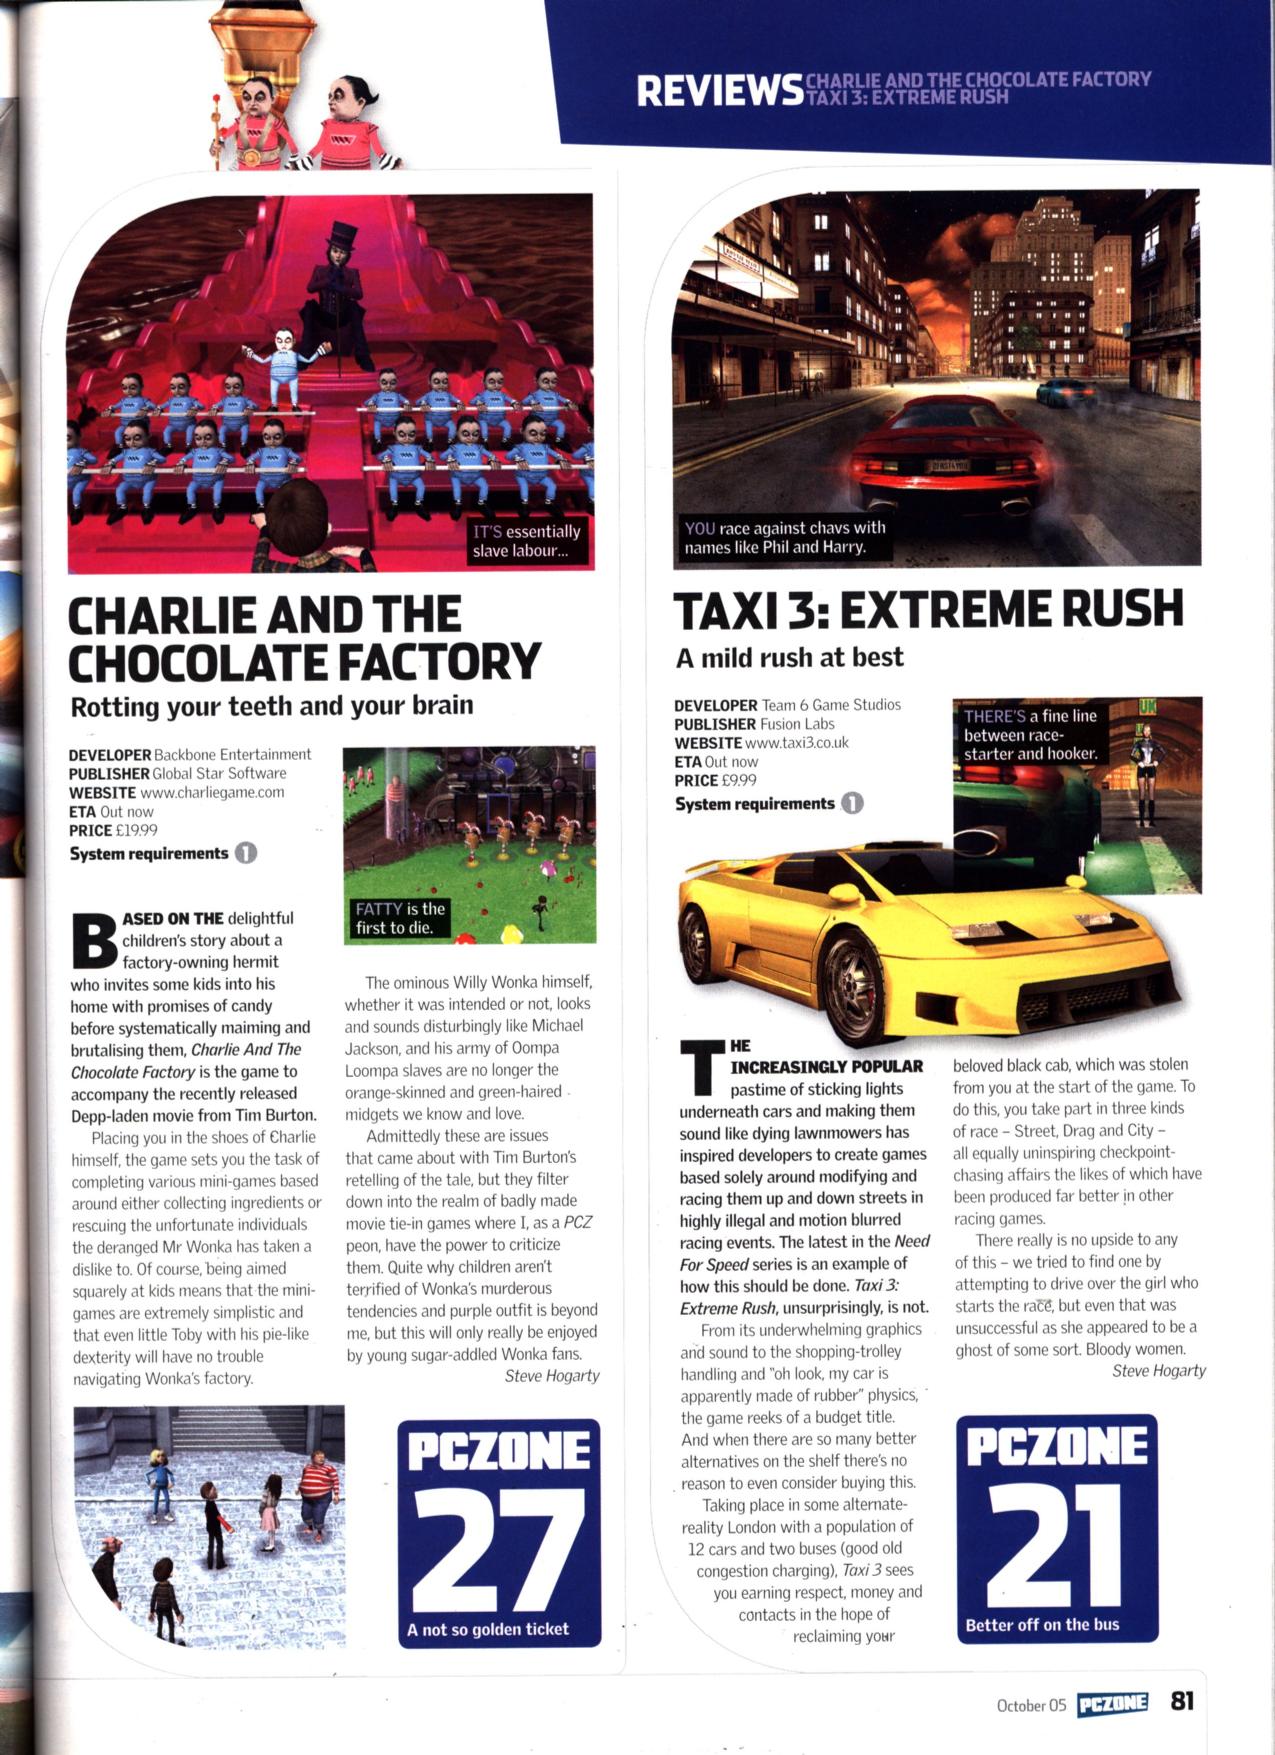 REVIEWS CHARLIE AND THE CHOCOLATE FACTORY
TAXI 3: EXTREME RUSH
IT'S essentially
slave labour...
CHARLIE AND THE
CHOCOLATE FACTORY
Rotting your teeth and your brain
DEVELOPER Backbone Entertainment
PUBLISHER Global Star Software
WEBSITE www.charliegame.com
ETA Out now
PRICE £19.99
System requirements 1
FATTY is the
first to die.
BASED ON THE delightful
children's story about a
factory-owning hermit
who invites some kids into his
home with promises of candy
before systematically maiming and
brutalising them, Charlie And The
Chocolate Factory is the game to
accompany the recently released
Depp-laden movie from Tim Burton.
Placing you in the shoes of Charlie
himself, the game sets you the task of
completing various mini-games based
around either collecting ingredients or
rescuing the unfortunate individuals
the deranged Mr Wonka has taken a
dislike to. Of course, being aimed
squarely at kids means that the mini-
games are extremely simplistic and
that even little Toby with his pie-like
dexterity will have no trouble
navigating Wonka's factory.
The ominous Willy Wonka himself,
whether it was intended or not, looks
and sounds disturbingly like Michael
Jackson, and his army of Oompa
Loompa slaves are no longer the
orange-skinned and green-haired
midgets we know and love.
Admittedly these are issues
that came about with Tim Burton's
retelling of the tale, but they filter
down into the realm of badly made
movie tie-in games where I, as a PCZ
peon, have the power to criticize
them. Quite why children aren't
terrified of Wonka's murderous
tendencies and purple outfit is beyond
me, but this will only really be enjoyed
by young sugar-addled Wonka fans.
Steve Hogarty
PCZONE
27
A not so golden ticket
YOU race against chavs with
names like Phil and Harry.
TAXI 3: EXTREME RUSH
A mild rush at best
DEVELOPER Team 6 Game Studios
PUBLISHER Fusion Labs
WEBSITE www.taxi3.co.uk
ETA Out now
PRICE £9.99
System requirements 1
UK
THERE'S a fine line
between race-
starter and hooker.
THE
INCREASINGLY POPULAR
pastime of sticking lights
underneath cars and making them
sound like dying lawnmowers has
inspired developers to create games
based solely around modifying and
racing them up and down streets in
highly illegal and motion blurred
racing events. The latest in the Need
For Speed series is an example of
how this should be done. Taxi 3:
Extreme Rush, unsurprisingly, is not.
From its underwhelming graphics
and sound to the shopping-trolley
handling and "oh look, my car is
apparently made of rubber" physics,
the game reeks of a budget title.
And when there are so many better
alternatives on the shelf there's no
reason to even consider buying this.
Taking place in some alternate-
reality London with a population of
12 cars and two buses (good old
congestion charging), Taxi 3 sees
you earning respect, money and
contacts in the hope of
reclaiming your
beloved black cab, which was stolen
from you at the start of the game. To
do this, you take part in three kinds
of race – Street, Drag and City –
all equally uninspiring checkpoint-
chasing affairs the likes of which have
been produced far better in other
racing games.
There really is no upside to any
of this – we tried to find one by
attempting to drive over the girl who
starts the race, but even that was
unsuccessful as she appeared to be a
ghost of some sort. Bloody women.
Steve Hogarty
PCZONE
21
Better off on the bus
October 05 PCZONE 81